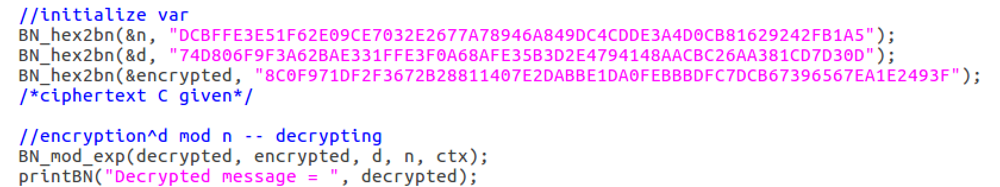 //initialize var
BN_hex2bn(&n, "DCBFFE3E51F62E09CE7032E2677A78946A849DC4CDDE3A4D0CB81629242FB1A5");
BN_hex2bn(&d, "74D806F9F3A62BAE331FFE3F0A68AFE35B3D2E4794148AACBC26AA381CD7D30D");
BN_hex2bn(&encrypted, "8C0F971DF2F3672B28811407E2DABBE1DA0FEBBBDFC7DCB67396567EA1E2493F");
/*ciphertext C given*/
//encryption^d mod n -- decrypting
BN_mod_exp(decrypted, encrypted, d, n, ctx);
printBN("Decrypted message = ", decrypted);